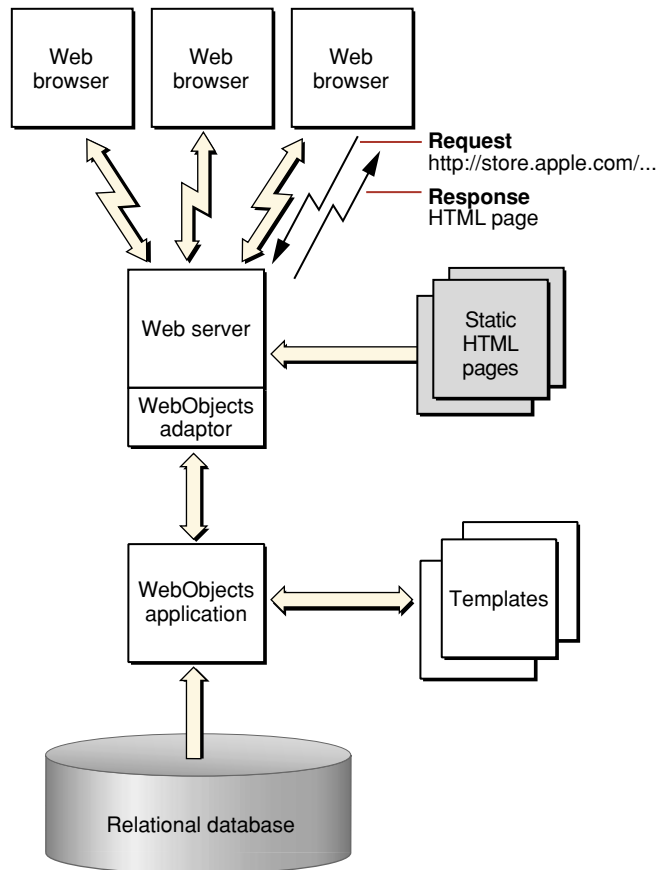 Web
browser
Web
browser
Web
browser
Request
http://store.apple.com/...
Response
HTML page
Web server
Static
HTML
pages
WebObjects
adaptor
WebObjects
application
Templates
Relational database